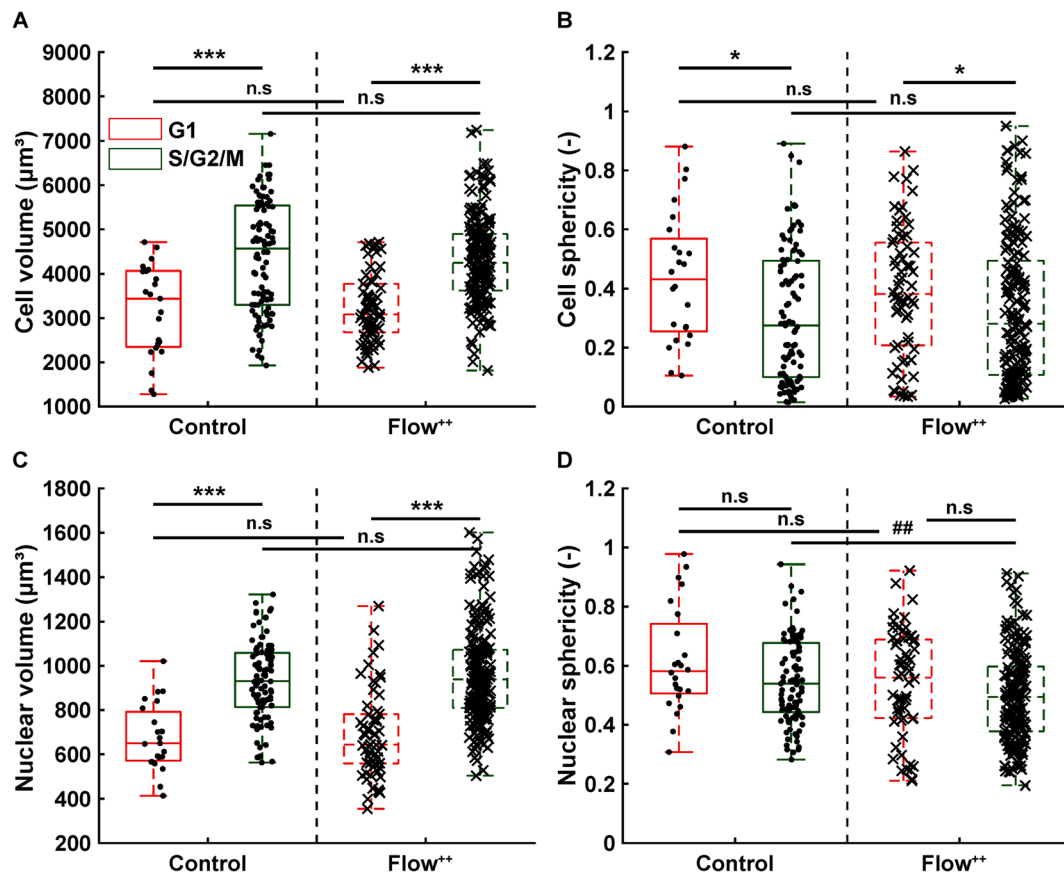 A
Cell volume (µm³)
9000
8000
7000
6000
5000
4000
3000
2000
1000
***
***
n.s
n.s
G1
S/G2/M
Control
Flow⁺⁺
B
Cell sphericity (-)
1.2
1
0.8
0.6
0.4
0.2
0
*
*
n.s
n.s
Control
Flow⁺⁺
C
Nuclear volume (µm³)
1800
1600
1400
1200
1000
800
600
400
200
***
***
n.s
n.s
Control
Flow⁺⁺
D
Nuclear sphericity (-)
1.2
1
0.8
0.6
0.4
0.2
0
n.s
n.s
n.s
##
Control
Flow⁺⁺